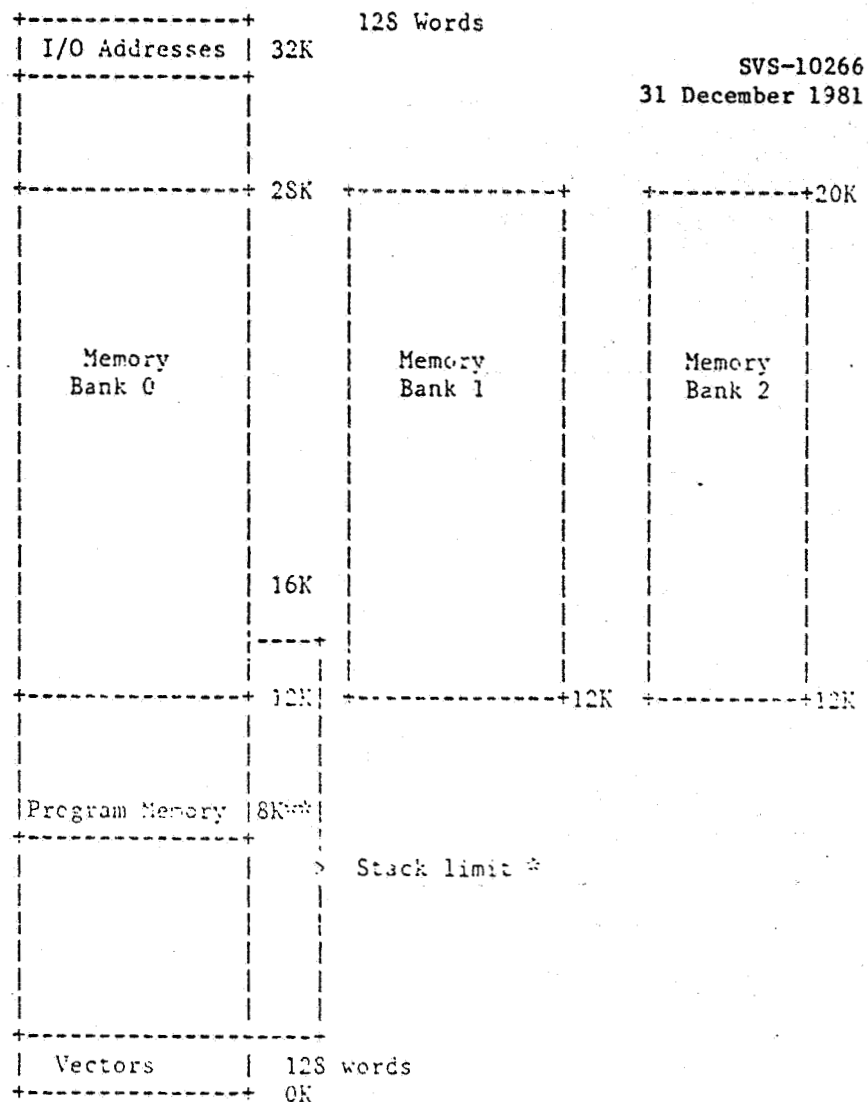 128 Words
I/O Addresses 32K
SVS-10266
31 December 1981
28K 20K
Memory Memory Memory
Bank 0 Bank 1 Bank 2
16K
12K 12K 12K
Program Memory 8K**
> Stack limit *
Vectors 128 words
0K